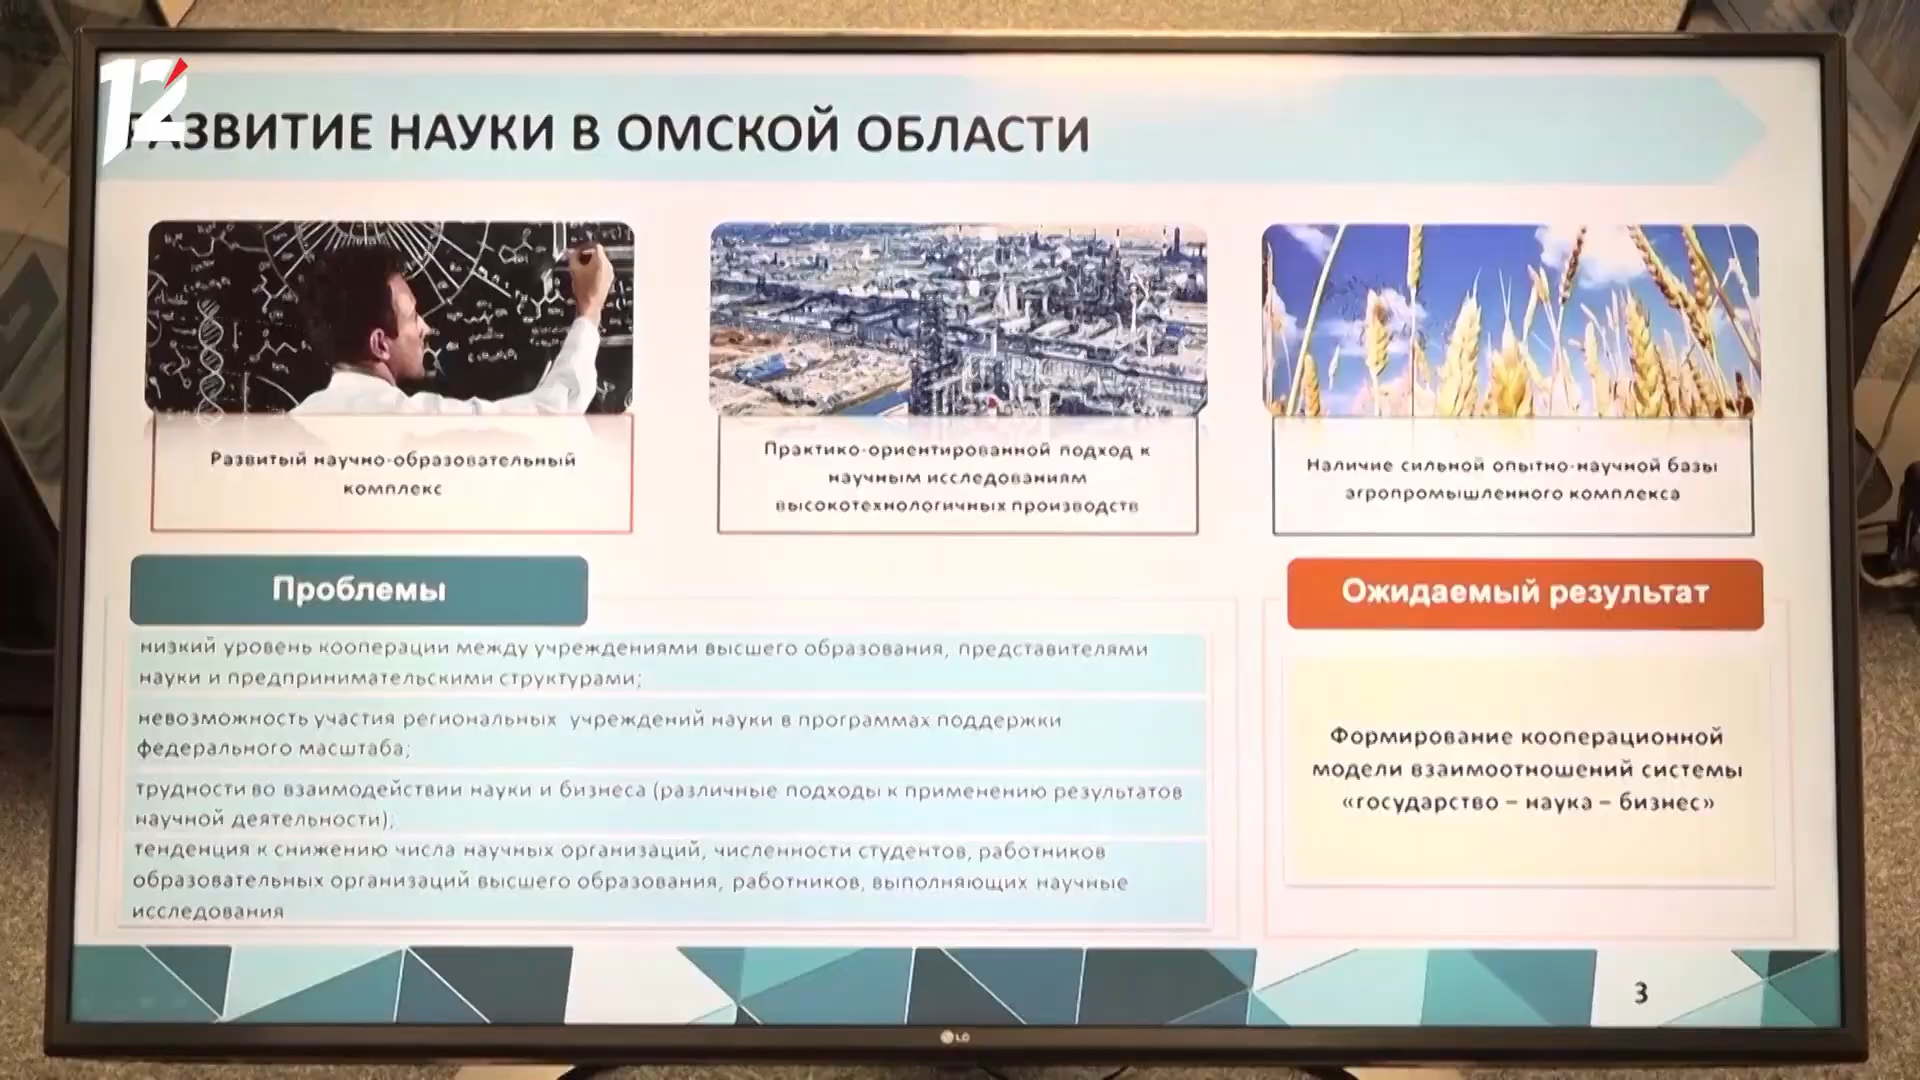 12
РАЗВИТИЕ НАУКИ В ОМСКОЙ ОБЛАСТИ
Развитый научно-образовательный
комплекс
Практико-ориентированной подход к
научным исследованиям
высокотехнологичных производств
Наличие сильной опытно-научной базы
агропромышленного комплекса
Проблемы
низкий уровень кооперации между учреждениями высшего образования, представителями
науки и предпринимательскими структурами;
невозможность участия региональных учреждений науки в программах поддержки
федерального масштаба;
трудности во взаимодействии науки и бизнеса (различные подходы к применению результатов
научной деятельности);
тенденция к снижению числа научных организаций, численности студентов, работников
образовательных организаций высшего образования, работников, выполняющих научные
исследования
Ожидаемый результат
Формирование кооперационной
модели взаимоотношений системы
«государство – наука – бизнес»
3
LG